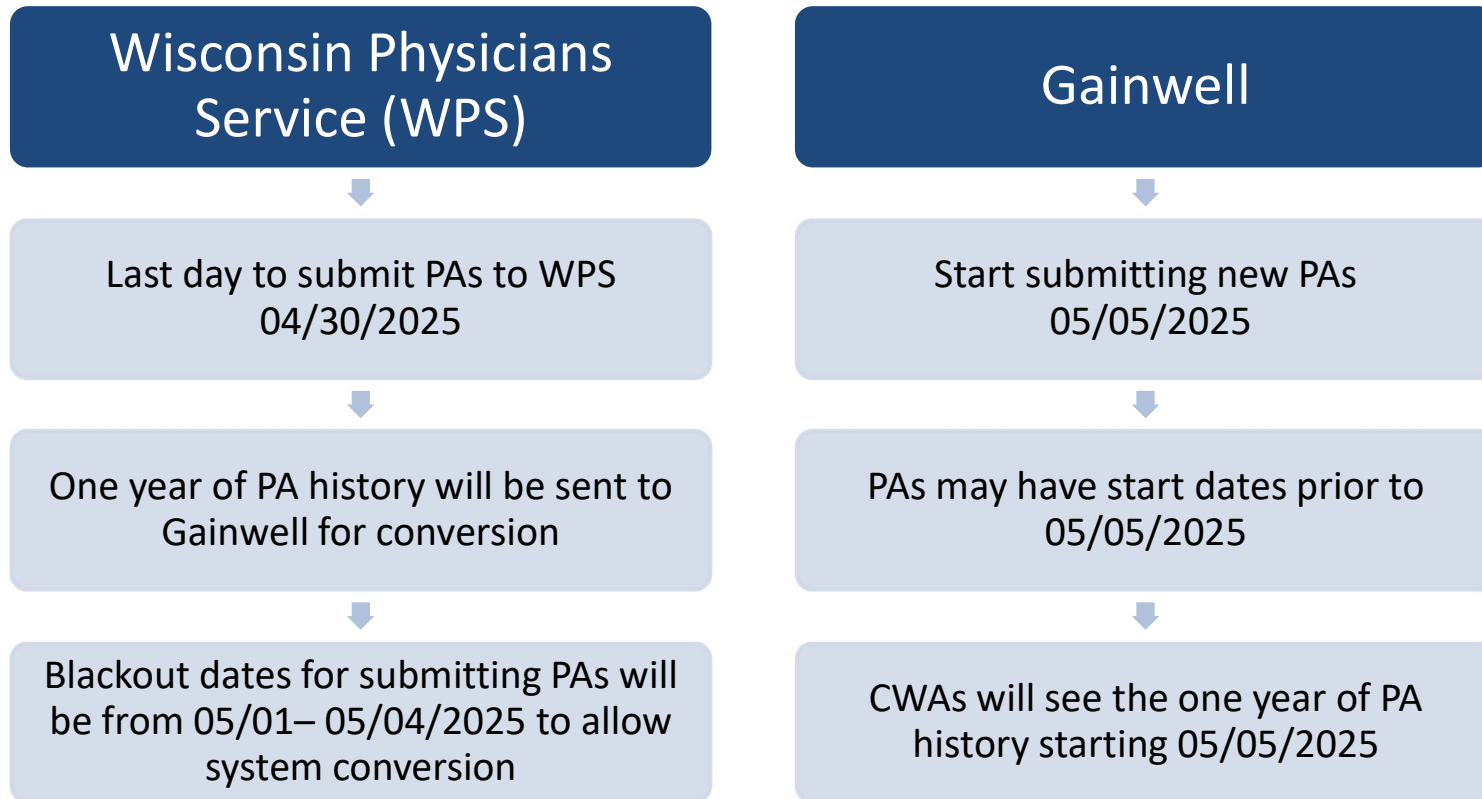 Wisconsin Physicians
Service (WPS)
Last day to submit PAs to WPS
04/30/2025
One year of PA history will be sent to
Gainwell for conversion
Blackout dates for submitting PAs will
be from 05/01– 05/04/2025 to allow
system conversion
Gainwell
Start submitting new PAs
05/05/2025
PAs may have start dates prior to
05/05/2025
CWAs will see the one year of PA
history starting 05/05/2025